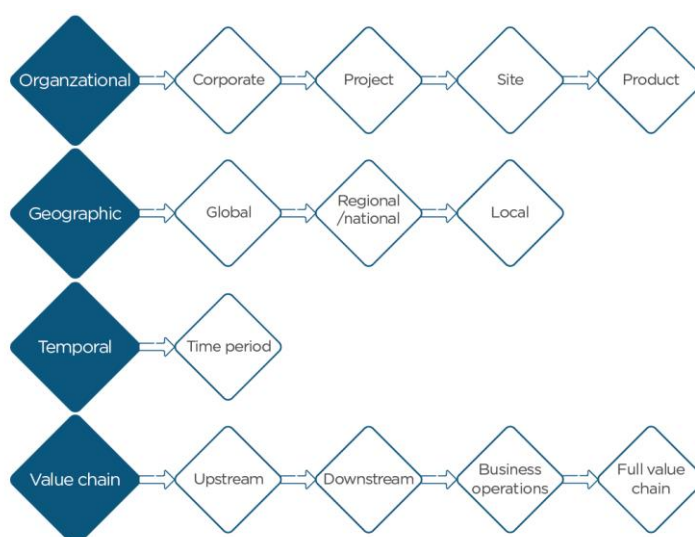 Organzational
Corporate
Project
Site
Product
Geographic
Global
Regional
/national
Local
Temporal
Time period
Value chain
Upstream
Downstream
Business
operations
Full value
chain